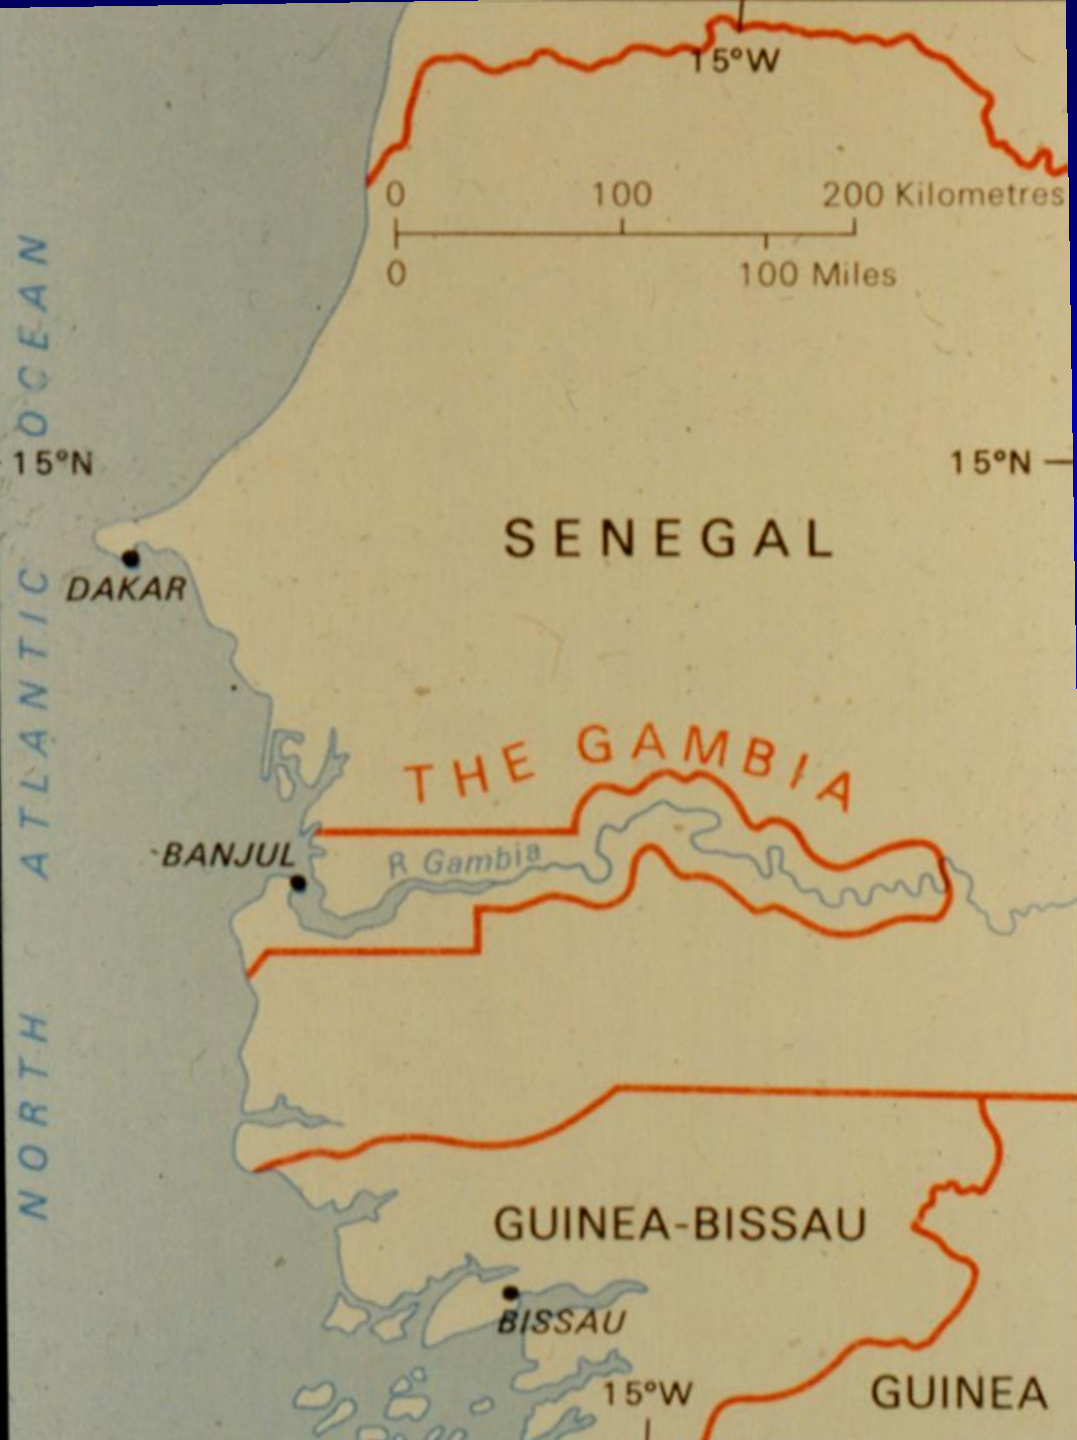 15°W
0 100 200 Kilometres
0 100 Miles
NORTH ATLANTIC OCEAN
15°N
15°N
SENEGAL
DAKAR
THE GAMBIA
BANJUL
R Gambia
GUINEA-BISSAU
BISSAU
15°W
GUINEA